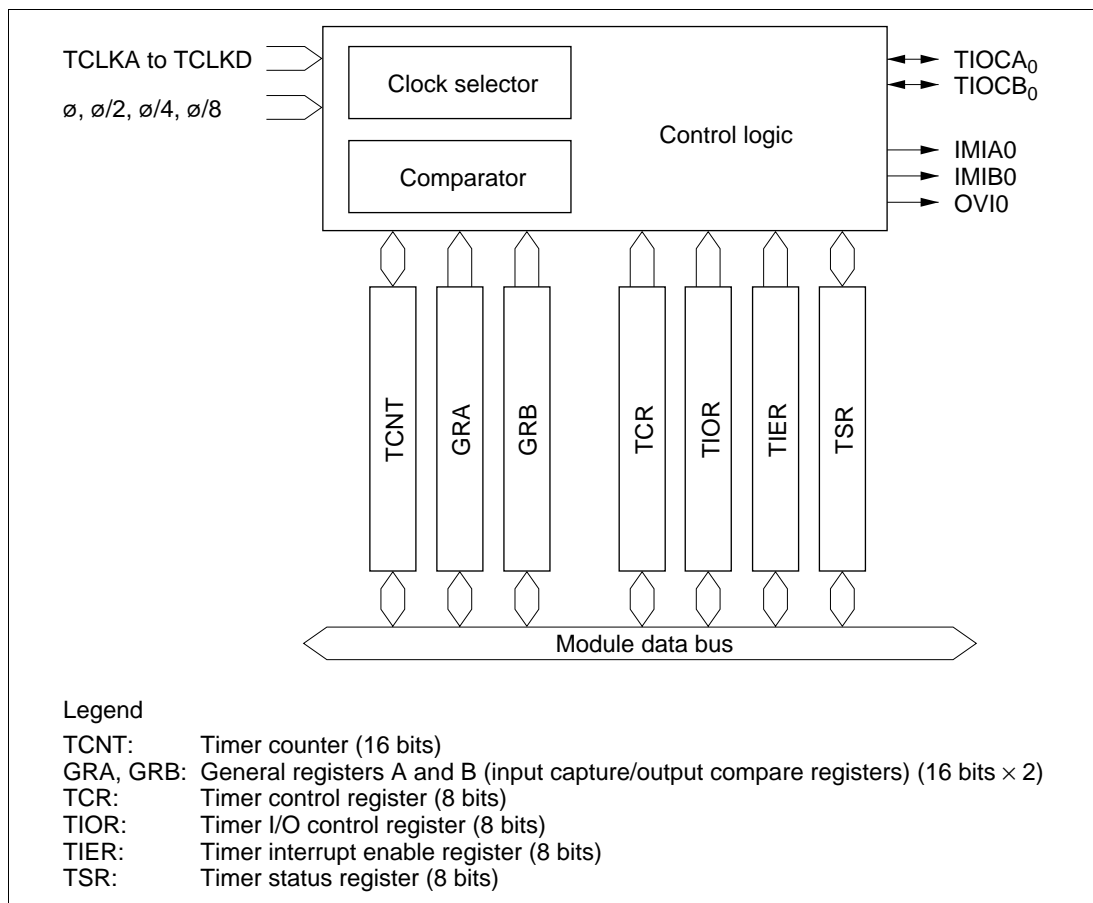 TCLKA to TCLKD
ø, ø/2, ø/4, ø/8
Clock selector
Comparator
Control logic
TIOCA0
TIOCB0
IMIA0
IMIB0
OVI0
TCNT
GRA
GRB
TCR
TIOR
TIER
TSR
Module data bus
Legend
TCNT: Timer counter (16 bits)
GRA, GRB: General registers A and B (input capture/output compare registers) (16 bits × 2)
TCR: Timer control register (8 bits)
TIOR: Timer I/O control register (8 bits)
TIER: Timer interrupt enable register (8 bits)
TSR: Timer status register (8 bits)